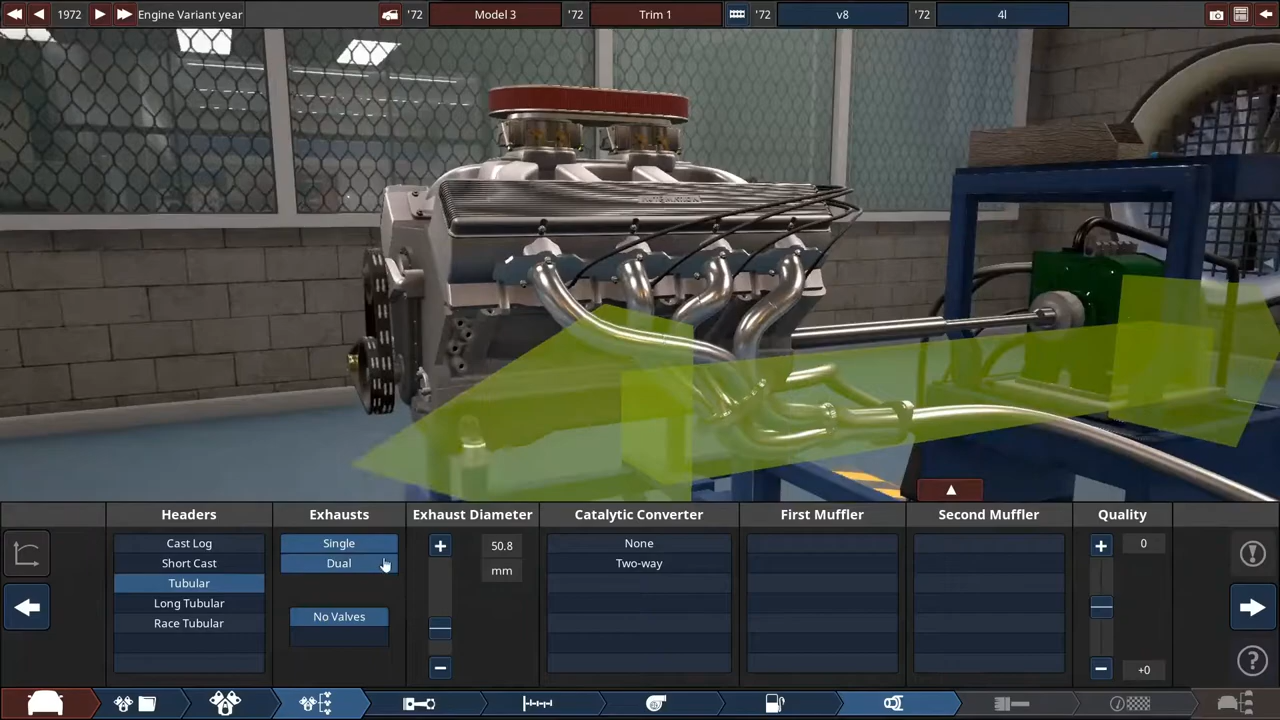 1972 Engine Variant year '72 Model 3 '72 Trim 1 '72 v8 '72 4l
Headers Exhausts Exhaust Diameter Catalytic Converter First Muffler Second Muffler Quality
Cast Log Single 50.8 None 0
Short Cast Dual mm Two-way
Tubular
Long Tubular No Valves
Race Tubular
+0